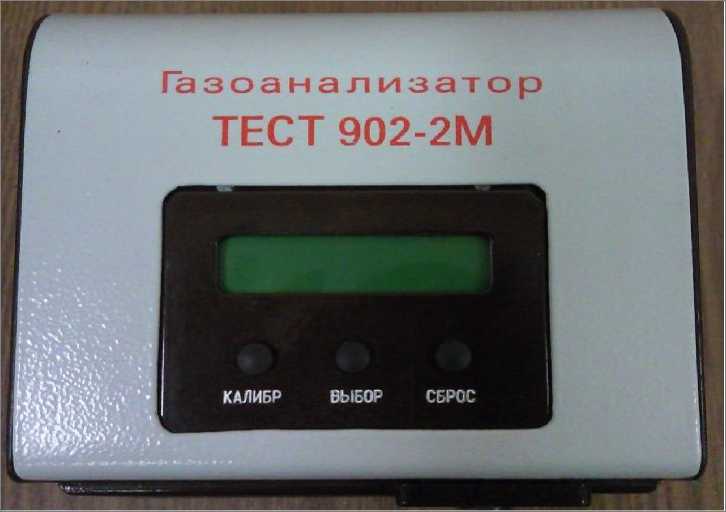 Газоанализатор
ТЕСТ 902-2М
КАЛИБР ВЫБОР СБРОС